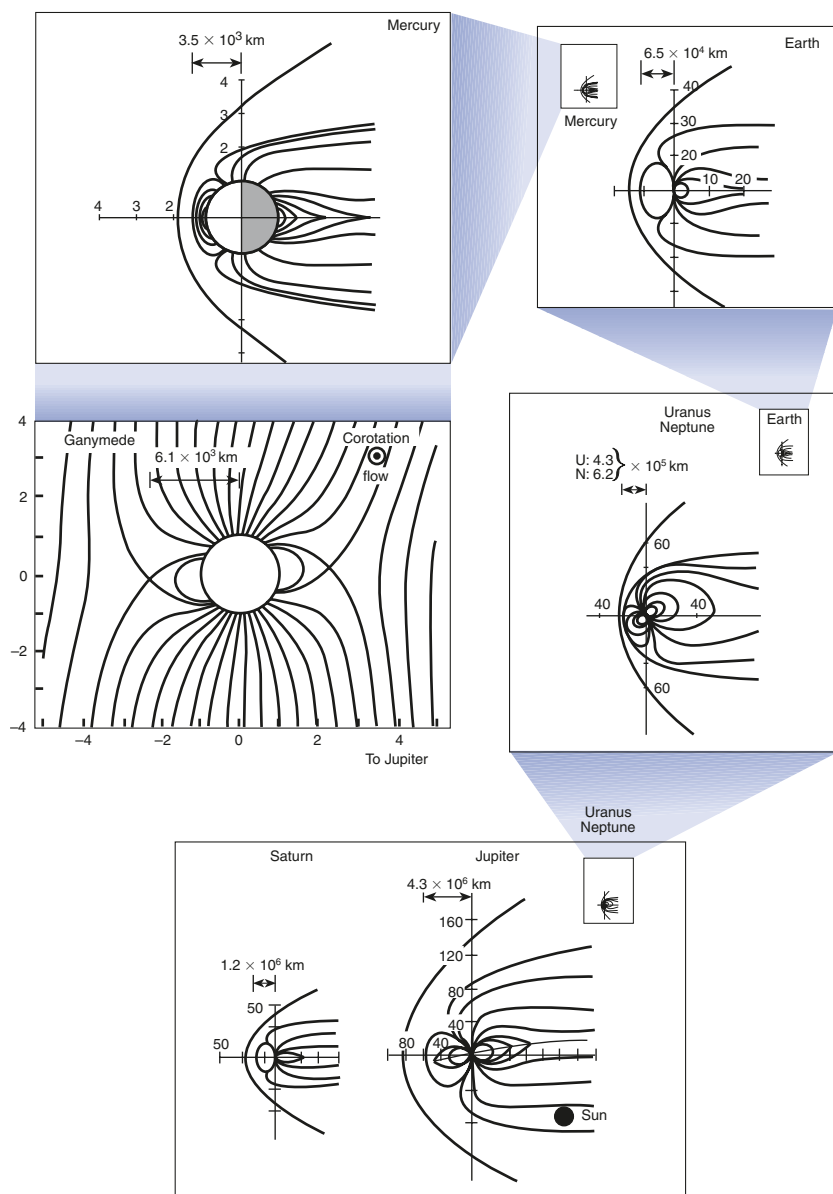 Mercury
3.5 × 10³ km
4
3
2
4 3 2
Earth
6.5 × 10⁴ km
Mercury
40
30
20
10 20
Ganymede
6.1 × 10³ km
Corotation
flow
4
2
0
–2
–4
–4 –2 0 2 4
To Jupiter
Uranus
Neptune
Earth
U: 4.3
N: 6.2
} × 10⁵ km
60
40 40
60
Uranus
Neptune
Saturn
1.2 × 10⁶ km
50
50
Jupiter
4.3 × 10⁶ km
160
120
80
40
80 40
Sun